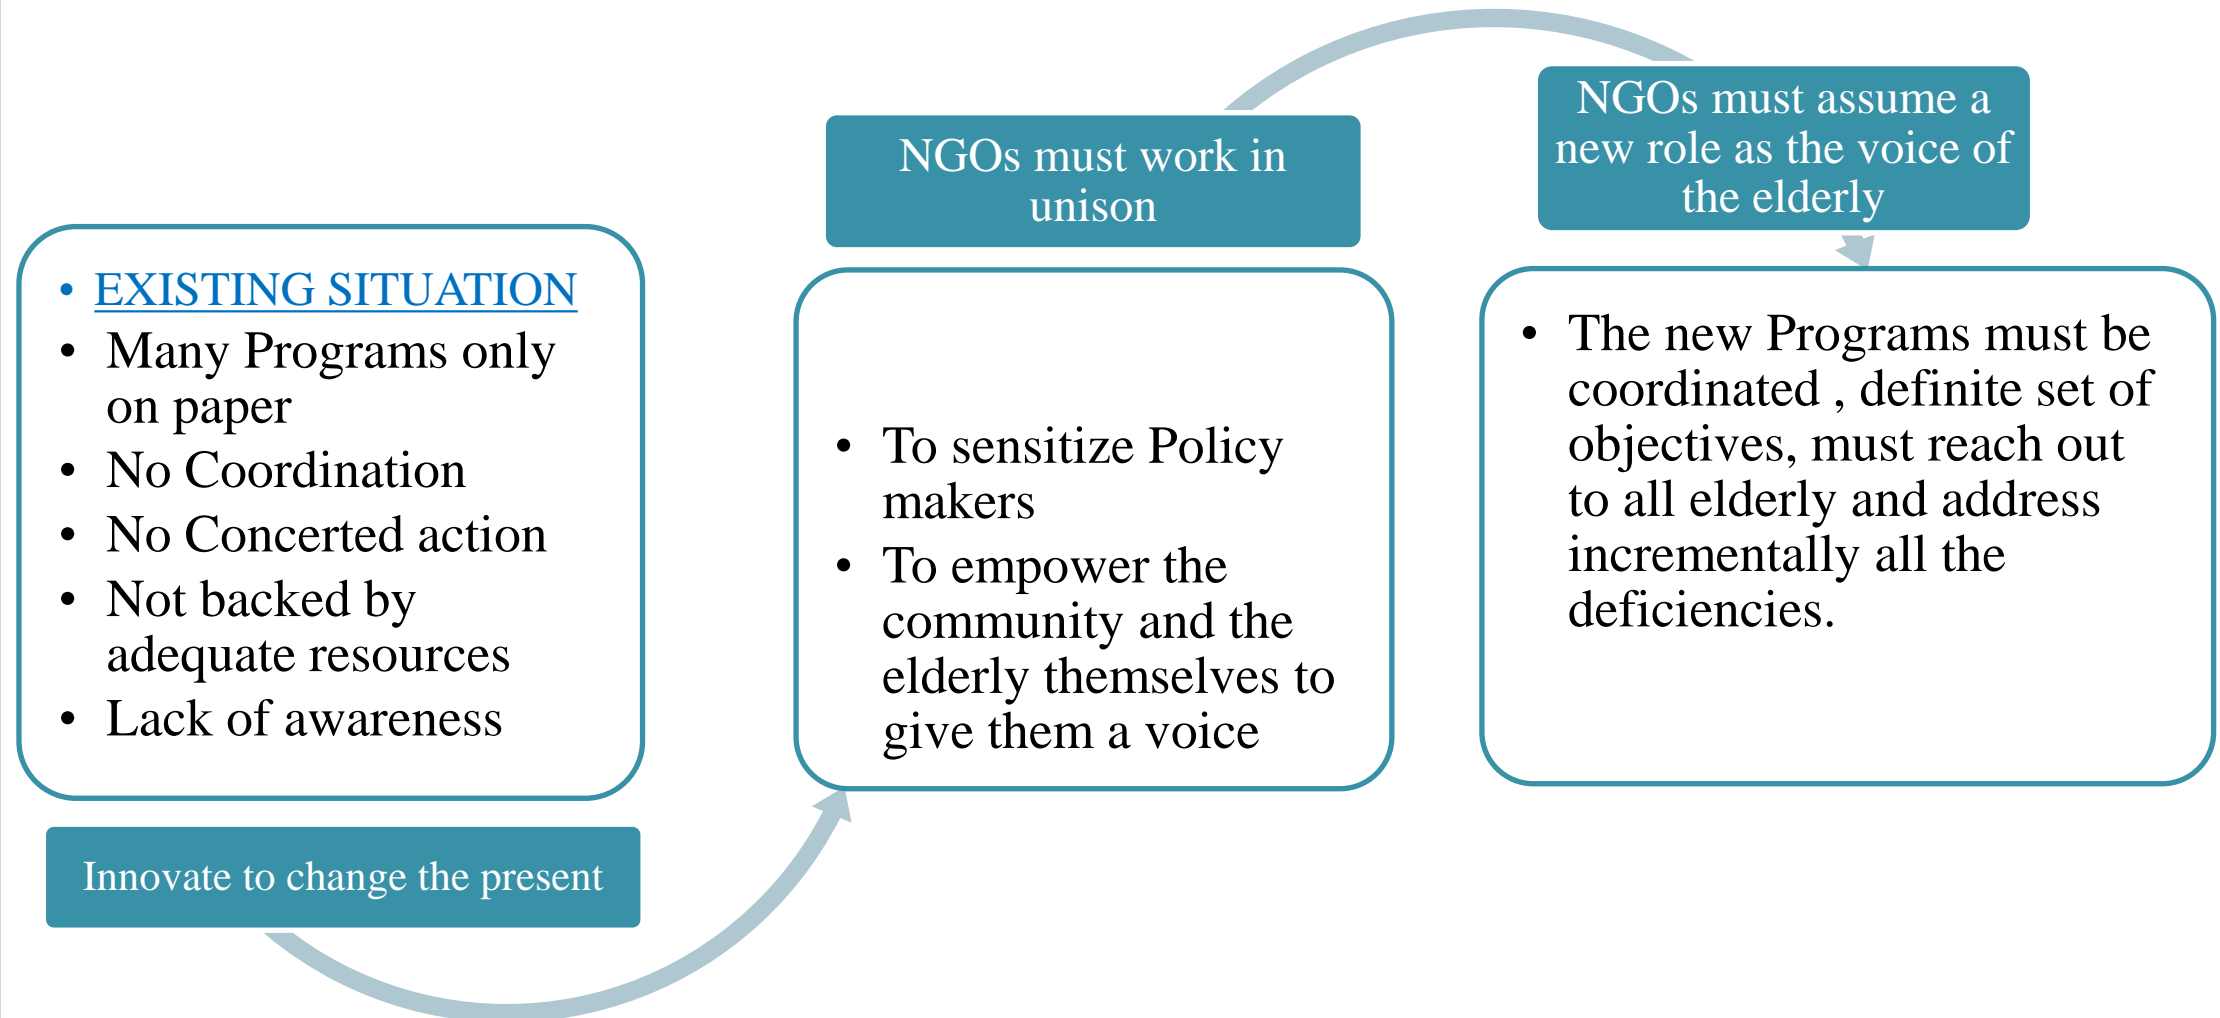 • EXISTING SITUATION
• Many Programs only
on paper
• No Coordination
• No Concerted action
• Not backed by
adequate resources
• Lack of awareness
Innovate to change the present
NGOs must work in
unison
• To sensitize Policy
makers
• To empower the
community and the
elderly themselves to
give them a voice
NGOs must assume a
new role as the voice of
the elderly
• The new Programs must be
coordinated , definite set of
objectives, must reach out
to all elderly and address
incrementally all the
deficiencies.